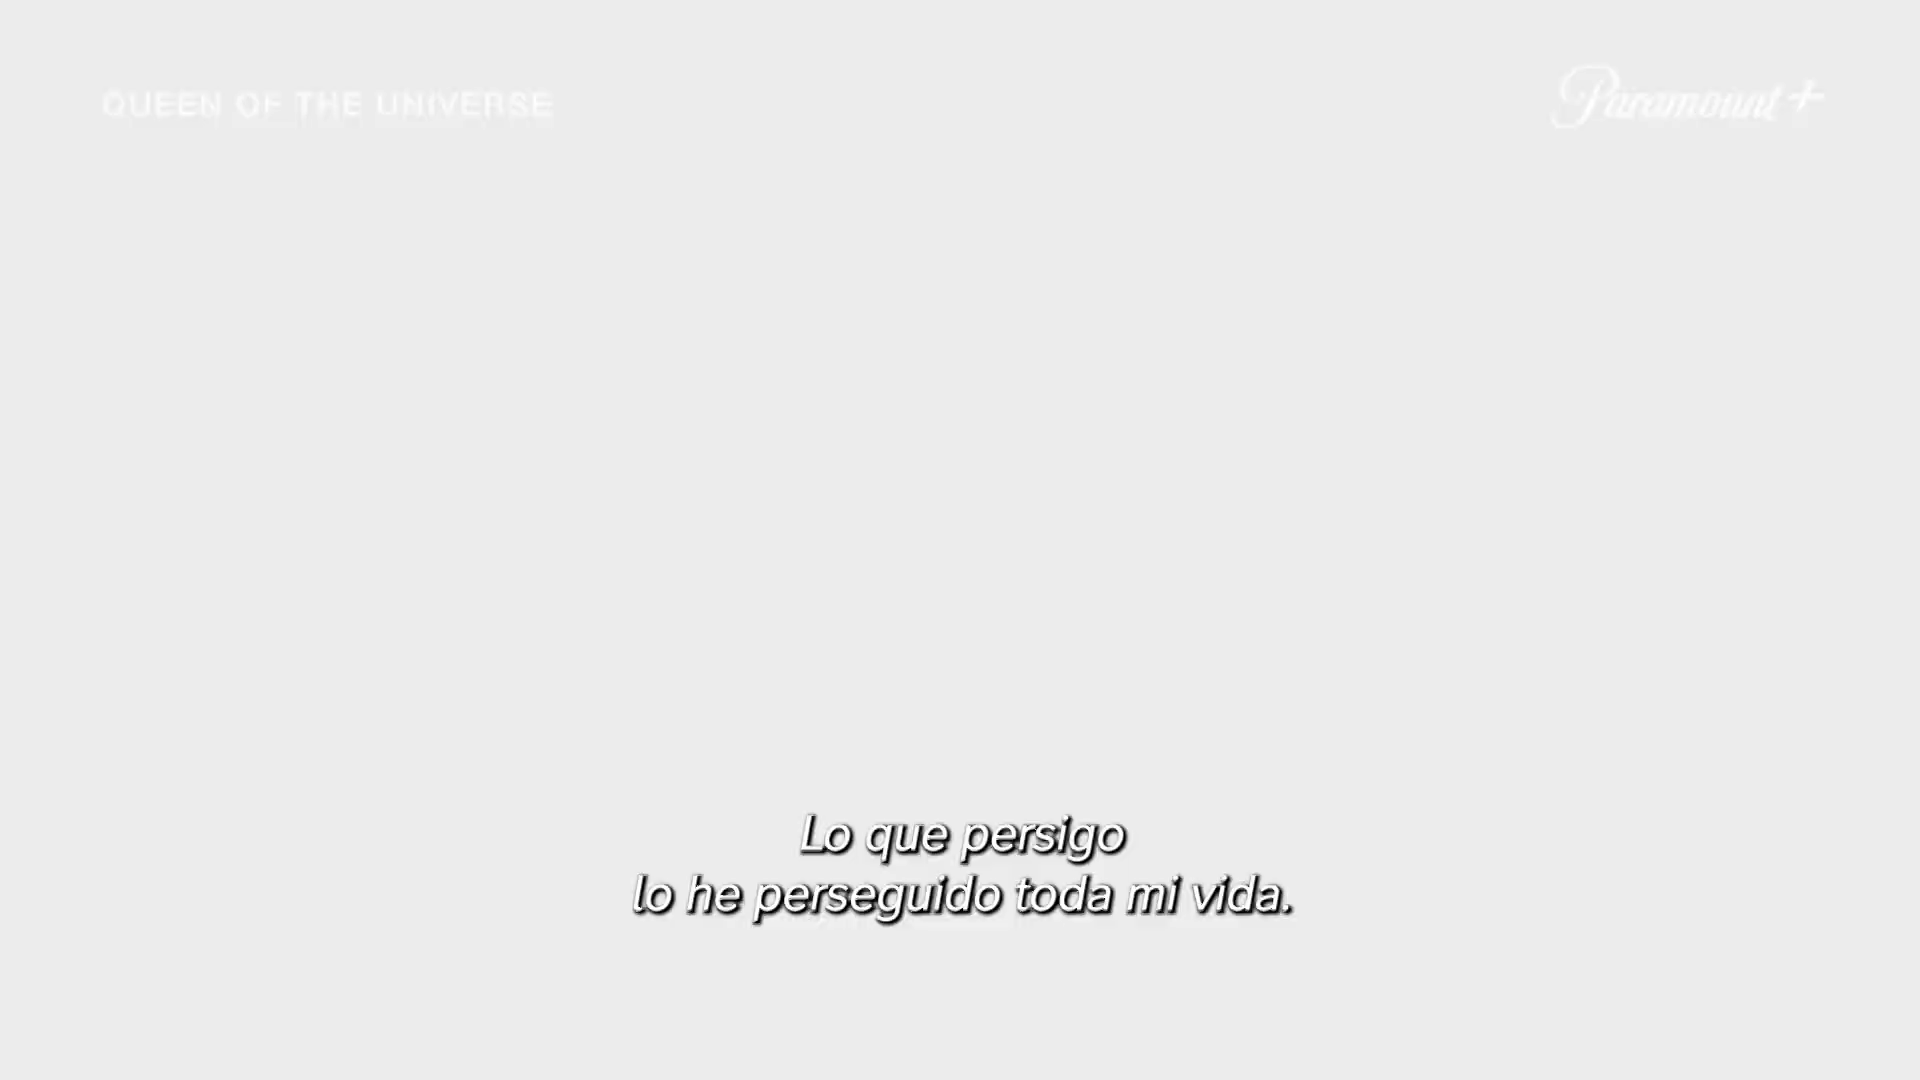 QUEEN OF THE UNIVERSE
Paramount+
Lo que persigo
lo he perseguido toda mi vida.